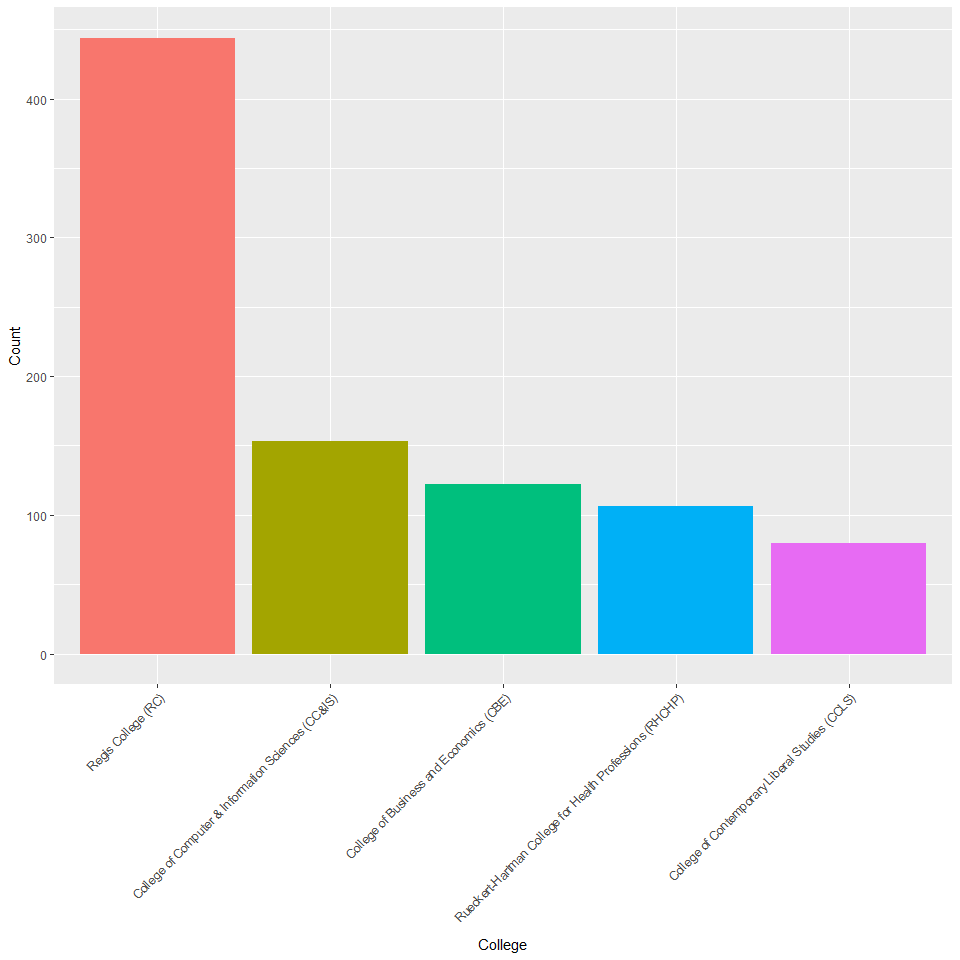 400
300
200
100
0
Count
Regis College (RC)
College of Computer & Information Sciences (CC&IS)
College of Business and Economics (CBE)
Rueckert-Hartman College for Health Professions (RHCHP)
College of Contemporary Liberal Studies (CCLS)
College